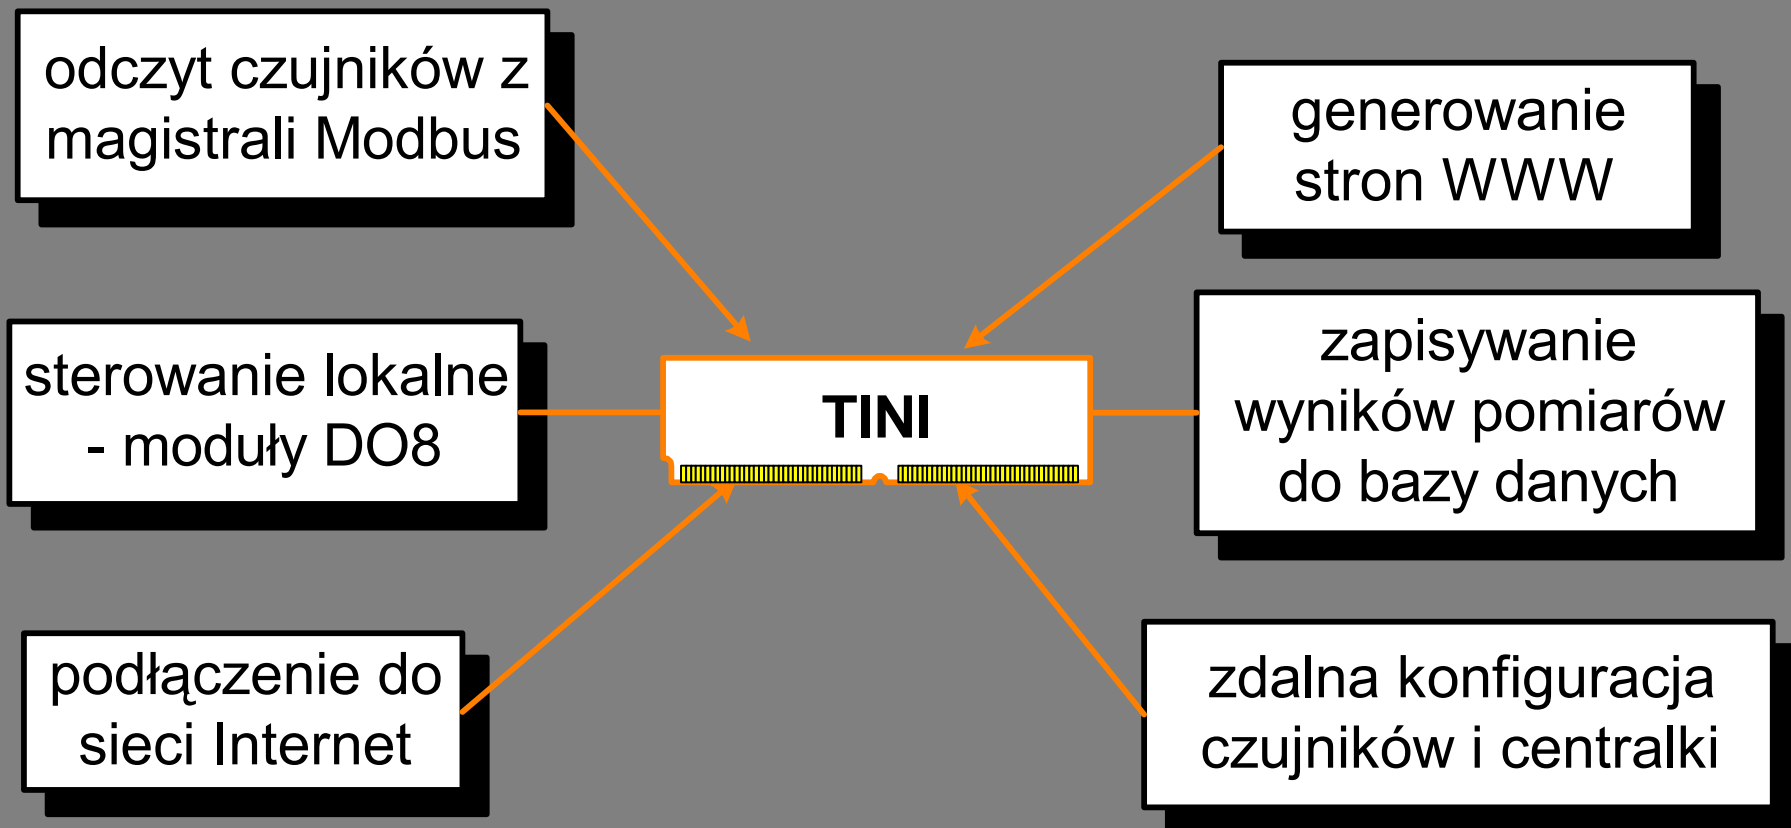 odczyt czujników z
magistrali Modbus
generowanie
stron WWW
sterowanie lokalne
- moduły DO8
TINI
zapisywanie
wyników pomiarów
do bazy danych
podłączenie do
sieci Internet
zdalna konfiguracja
czujników i centralki